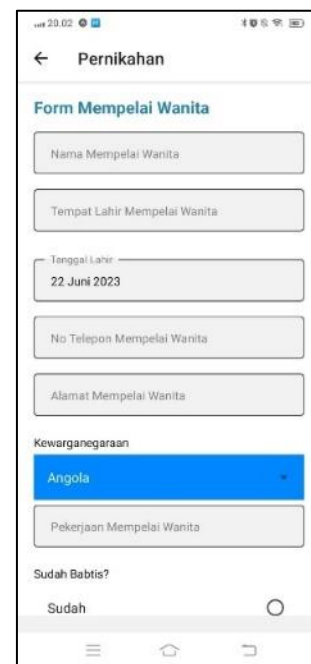 20.02
Pernikahan
Form Mempelai Wanita
Nama Mempelai Wanita
Tempat Lahir Mempelai Wanita
Tanggal Lahir
22 Juni 2023
No Telepon Mempelai Wanita
Alamat Mempelai Wanita
Kewarganegaraan
Angola
Pekerjaan Mempelai Wanita
Sudah Babtis?
Sudah